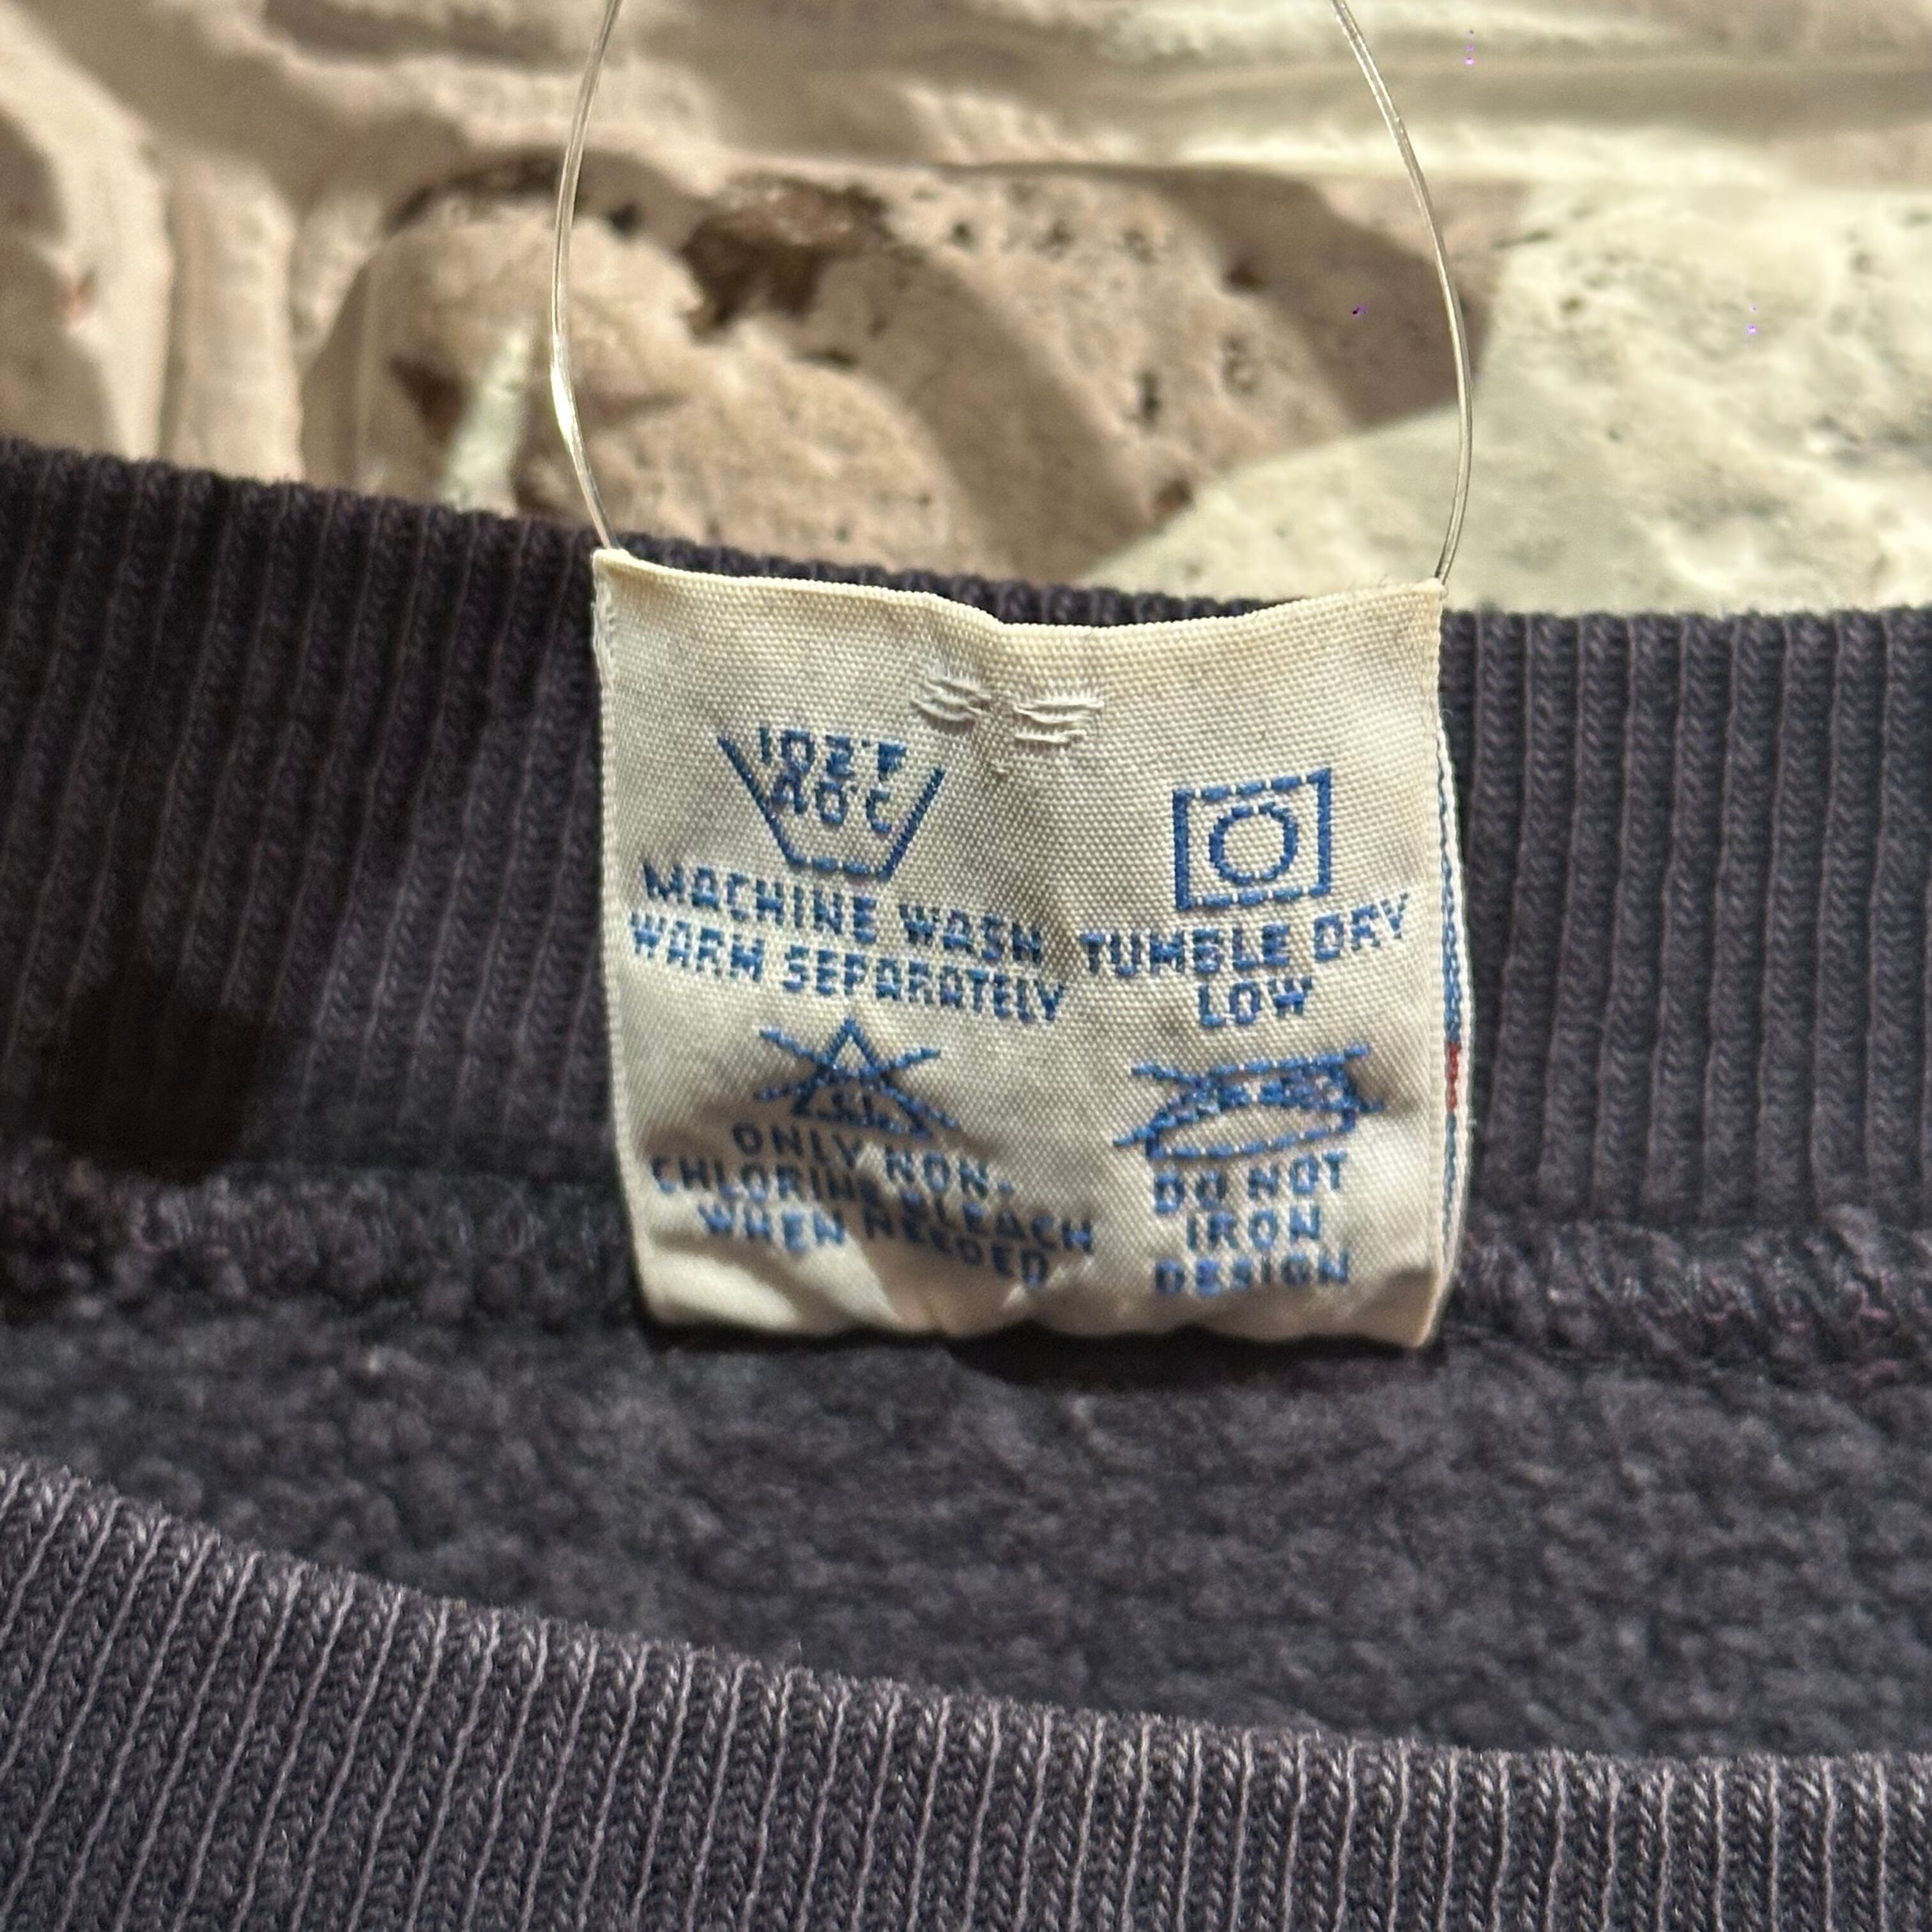 102°F
40°C
MACHINE WASH
WARM SEPARATELY
TUMBLE DRY
LOW
ONLY NON-
CHLORINE BLEACH
WHEN NEEDED
DO NOT
IRON
DESIGN